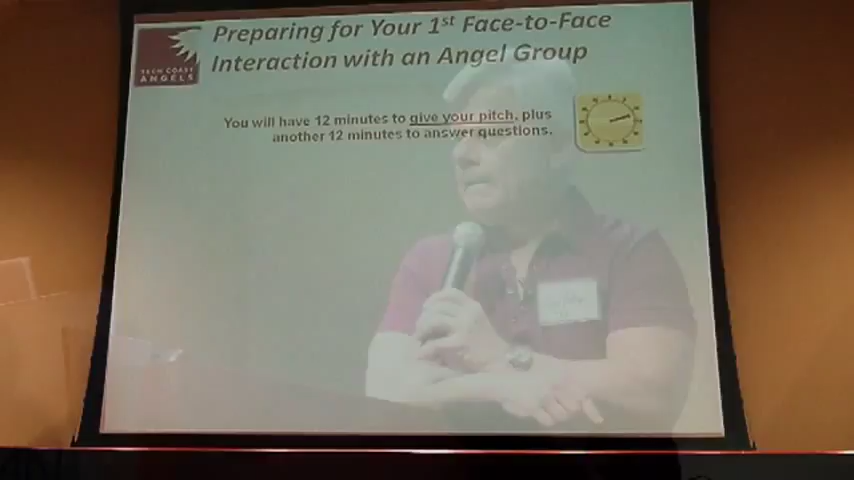 Preparing for Your 1st Face-to-Face
Interaction with an Angel Group
TECH COAST
ANGELS
You will have 12 minutes to give your pitch, plus
another 12 minutes to answer questions.